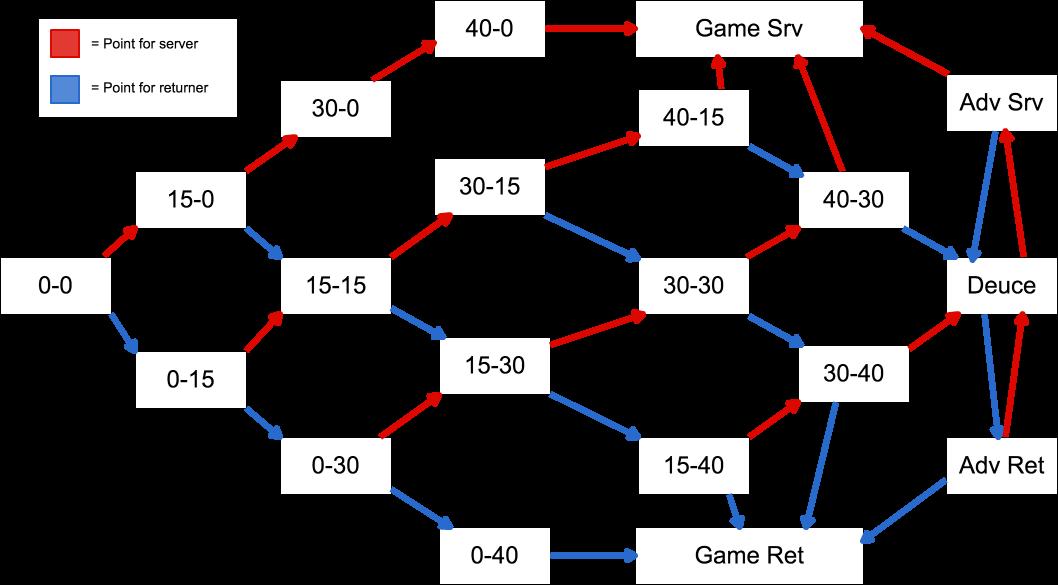 = Point for server
= Point for returner
40-0
Game Srv
30-0
40-15
Adv Srv
15-0
30-15
40-30
0-0
15-15
30-30
Deuce
0-15
15-30
30-40
0-30
15-40
Adv Ret
0-40
Game Ret